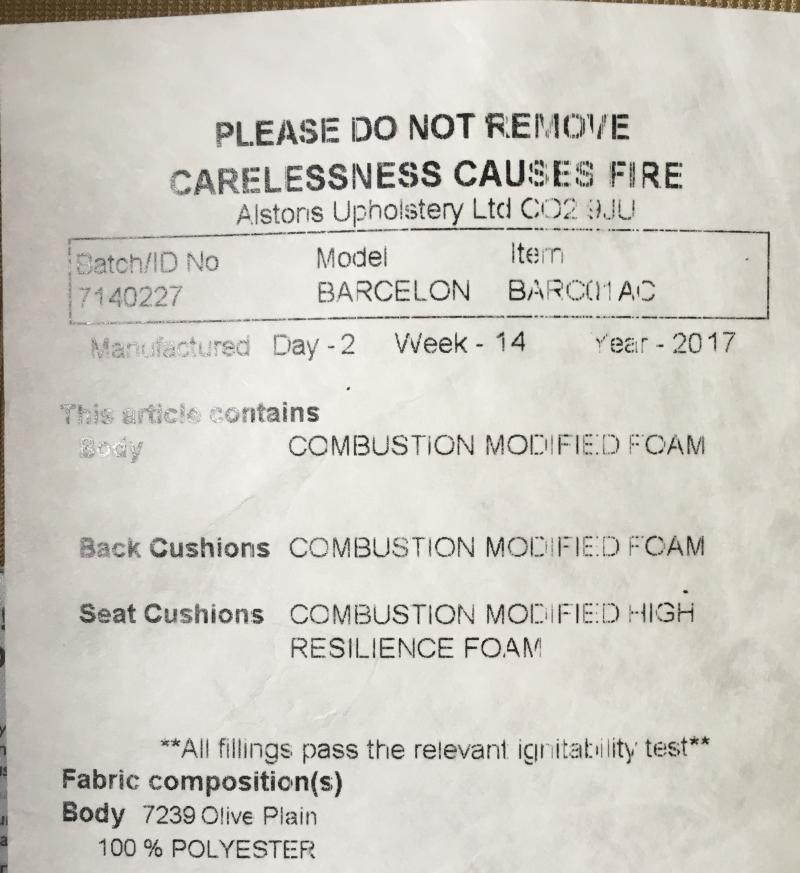 PLEASE DO NOT REMOVE
CARELESSNESS CAUSES FIRE
Alstons Upholstery Ltd CO2 9JU
Batch/ID No Model Item
7140227 BARCELON BARC01AC
Manufactured Day - 2 Week - 14 Year - 2017
This article contains
Body COMBUSTION MODIFIED FOAM
Back Cushions COMBUSTION MODIFIED FOAM
Seat Cushions COMBUSTION MODIFIED HIGH
RESILIENCE FOAM
**All fillings pass the relevant ignitability test**
Fabric composition(s)
Body 7239 Olive Plain
100 % POLYESTER